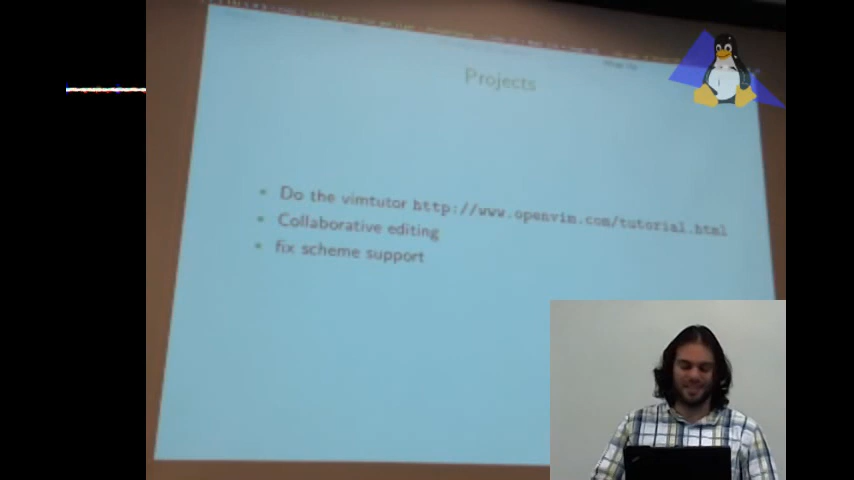 Projects
Do the vimtutor http://www.openvim.com/tutorial.html
Collaborative editing
fix scheme support